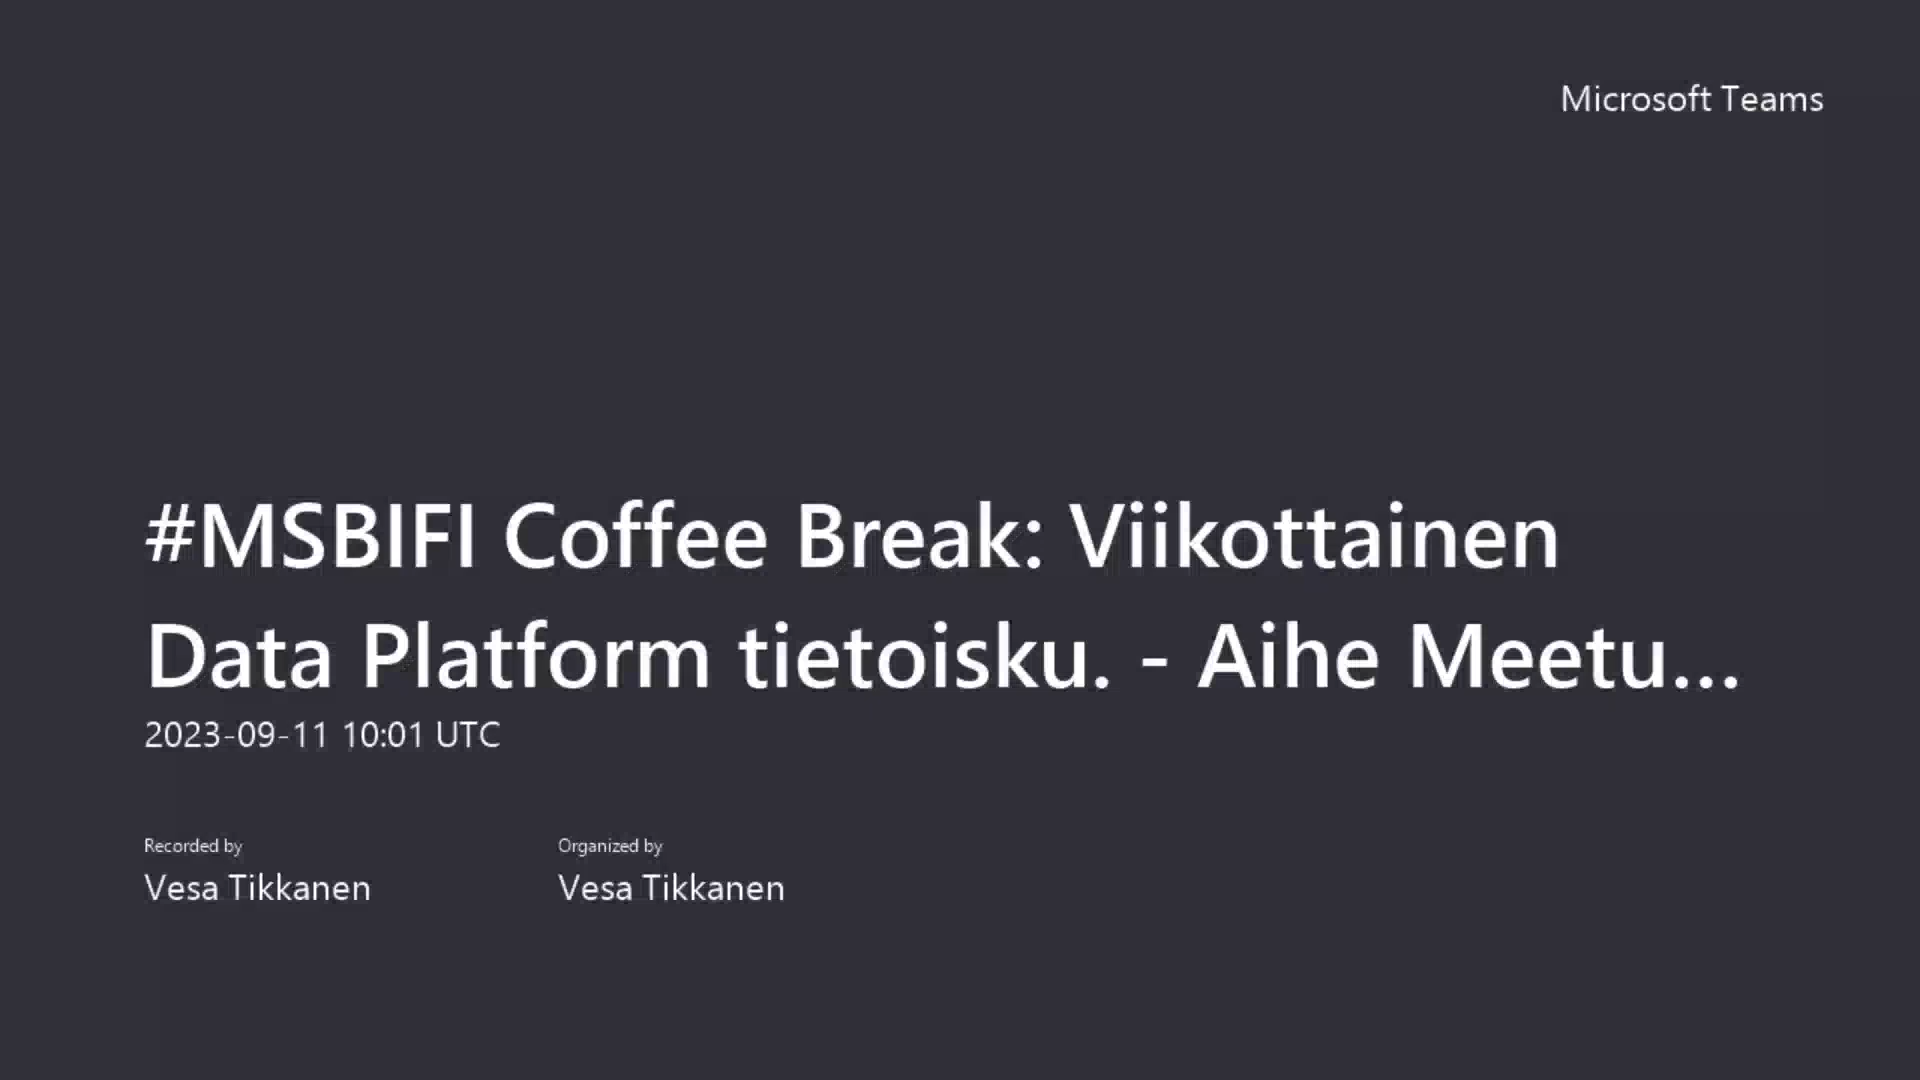 Microsoft Teams
#MSBIFI Coffee Break: Viikottainen
Data Platform tietoisku. - Aihe Meetu...
2023-09-11 10:01 UTC
Recorded by
Vesa Tikkanen
Organized by
Vesa Tikkanen